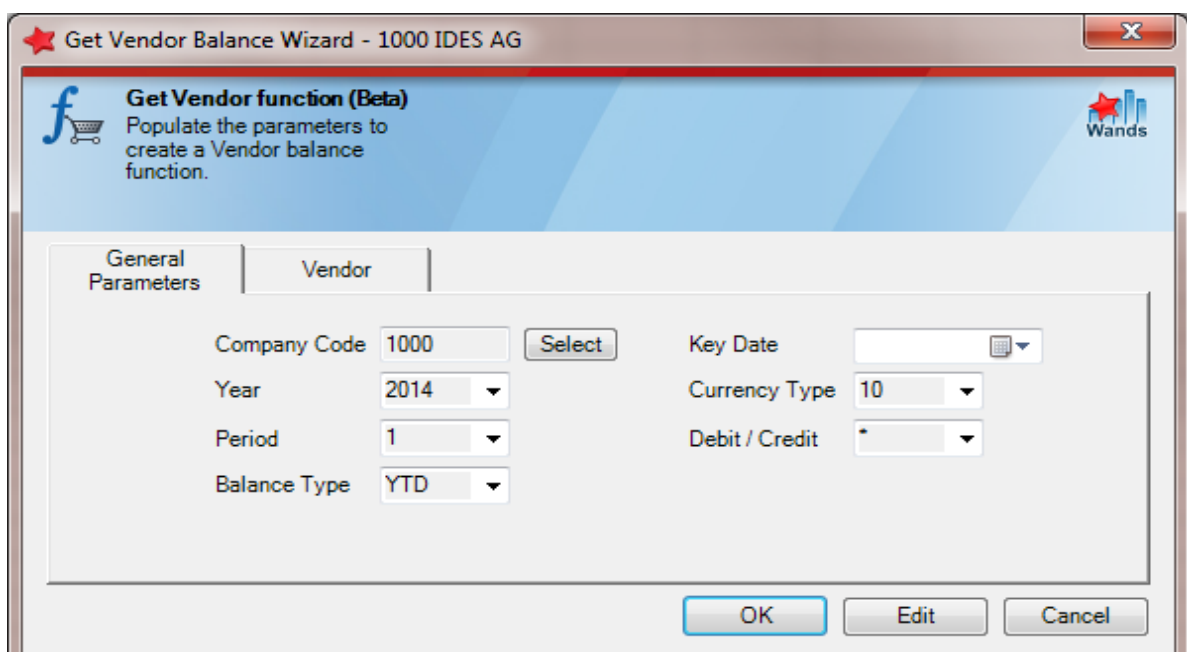 Get Vendor Balance Wizard - 1000 IDES AG
Get Vendor function (Beta)
Populate the parameters to
create a Vendor balance
function.
Wands
General
Parameters
Vendor
Company Code 1000 Select Key Date
Year 2014 Currency Type 10
Period 1 Debit / Credit *
Balance Type YTD
OK Edit Cancel